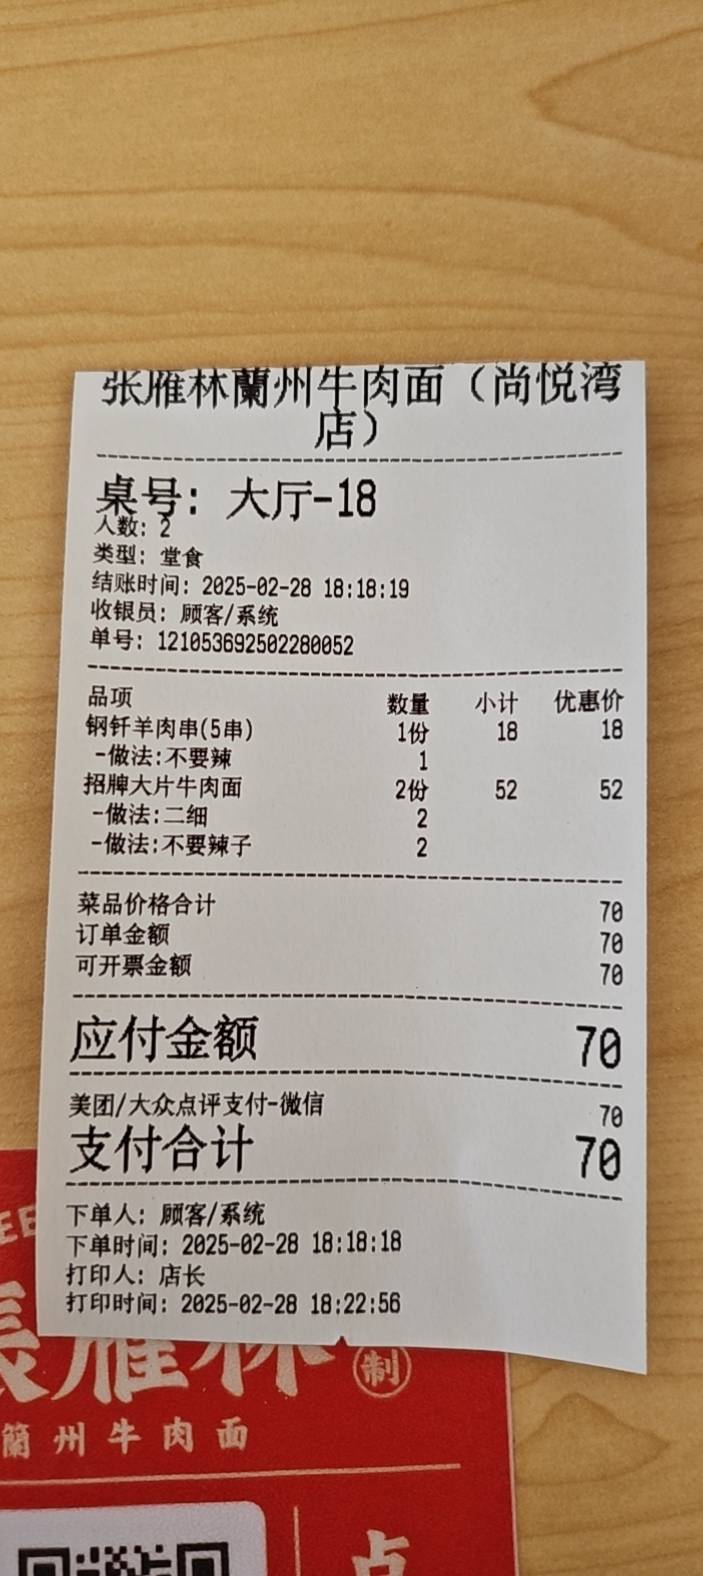 张雁林蘭州牛肉面（尚悦湾
店）
桌号: 大厅-18
人数: 2
类型: 堂食
结账时间: 2025-02-28 18:18:19
收银员: 顾客/系统
单号: 121053692502280052
品项 数量 小计 优惠价
钢钎羊肉串(5串) 1份 18 18
-做法:不要辣 1
招牌大片牛肉面 2份 52 52
-做法:二细 2
-做法:不要辣子 2
菜品价格合计 70
订单金额 70
可开票金额 70
应付金额 70
美团/大众点评支付-微信 70
支付合计 70
下单人: 顾客/系统
下单时间: 2025-02-28 18:18:18
打印人: 店长
打印时间: 2025-02-28 18:22:56
張雁林 制
蘭州牛肉面
点